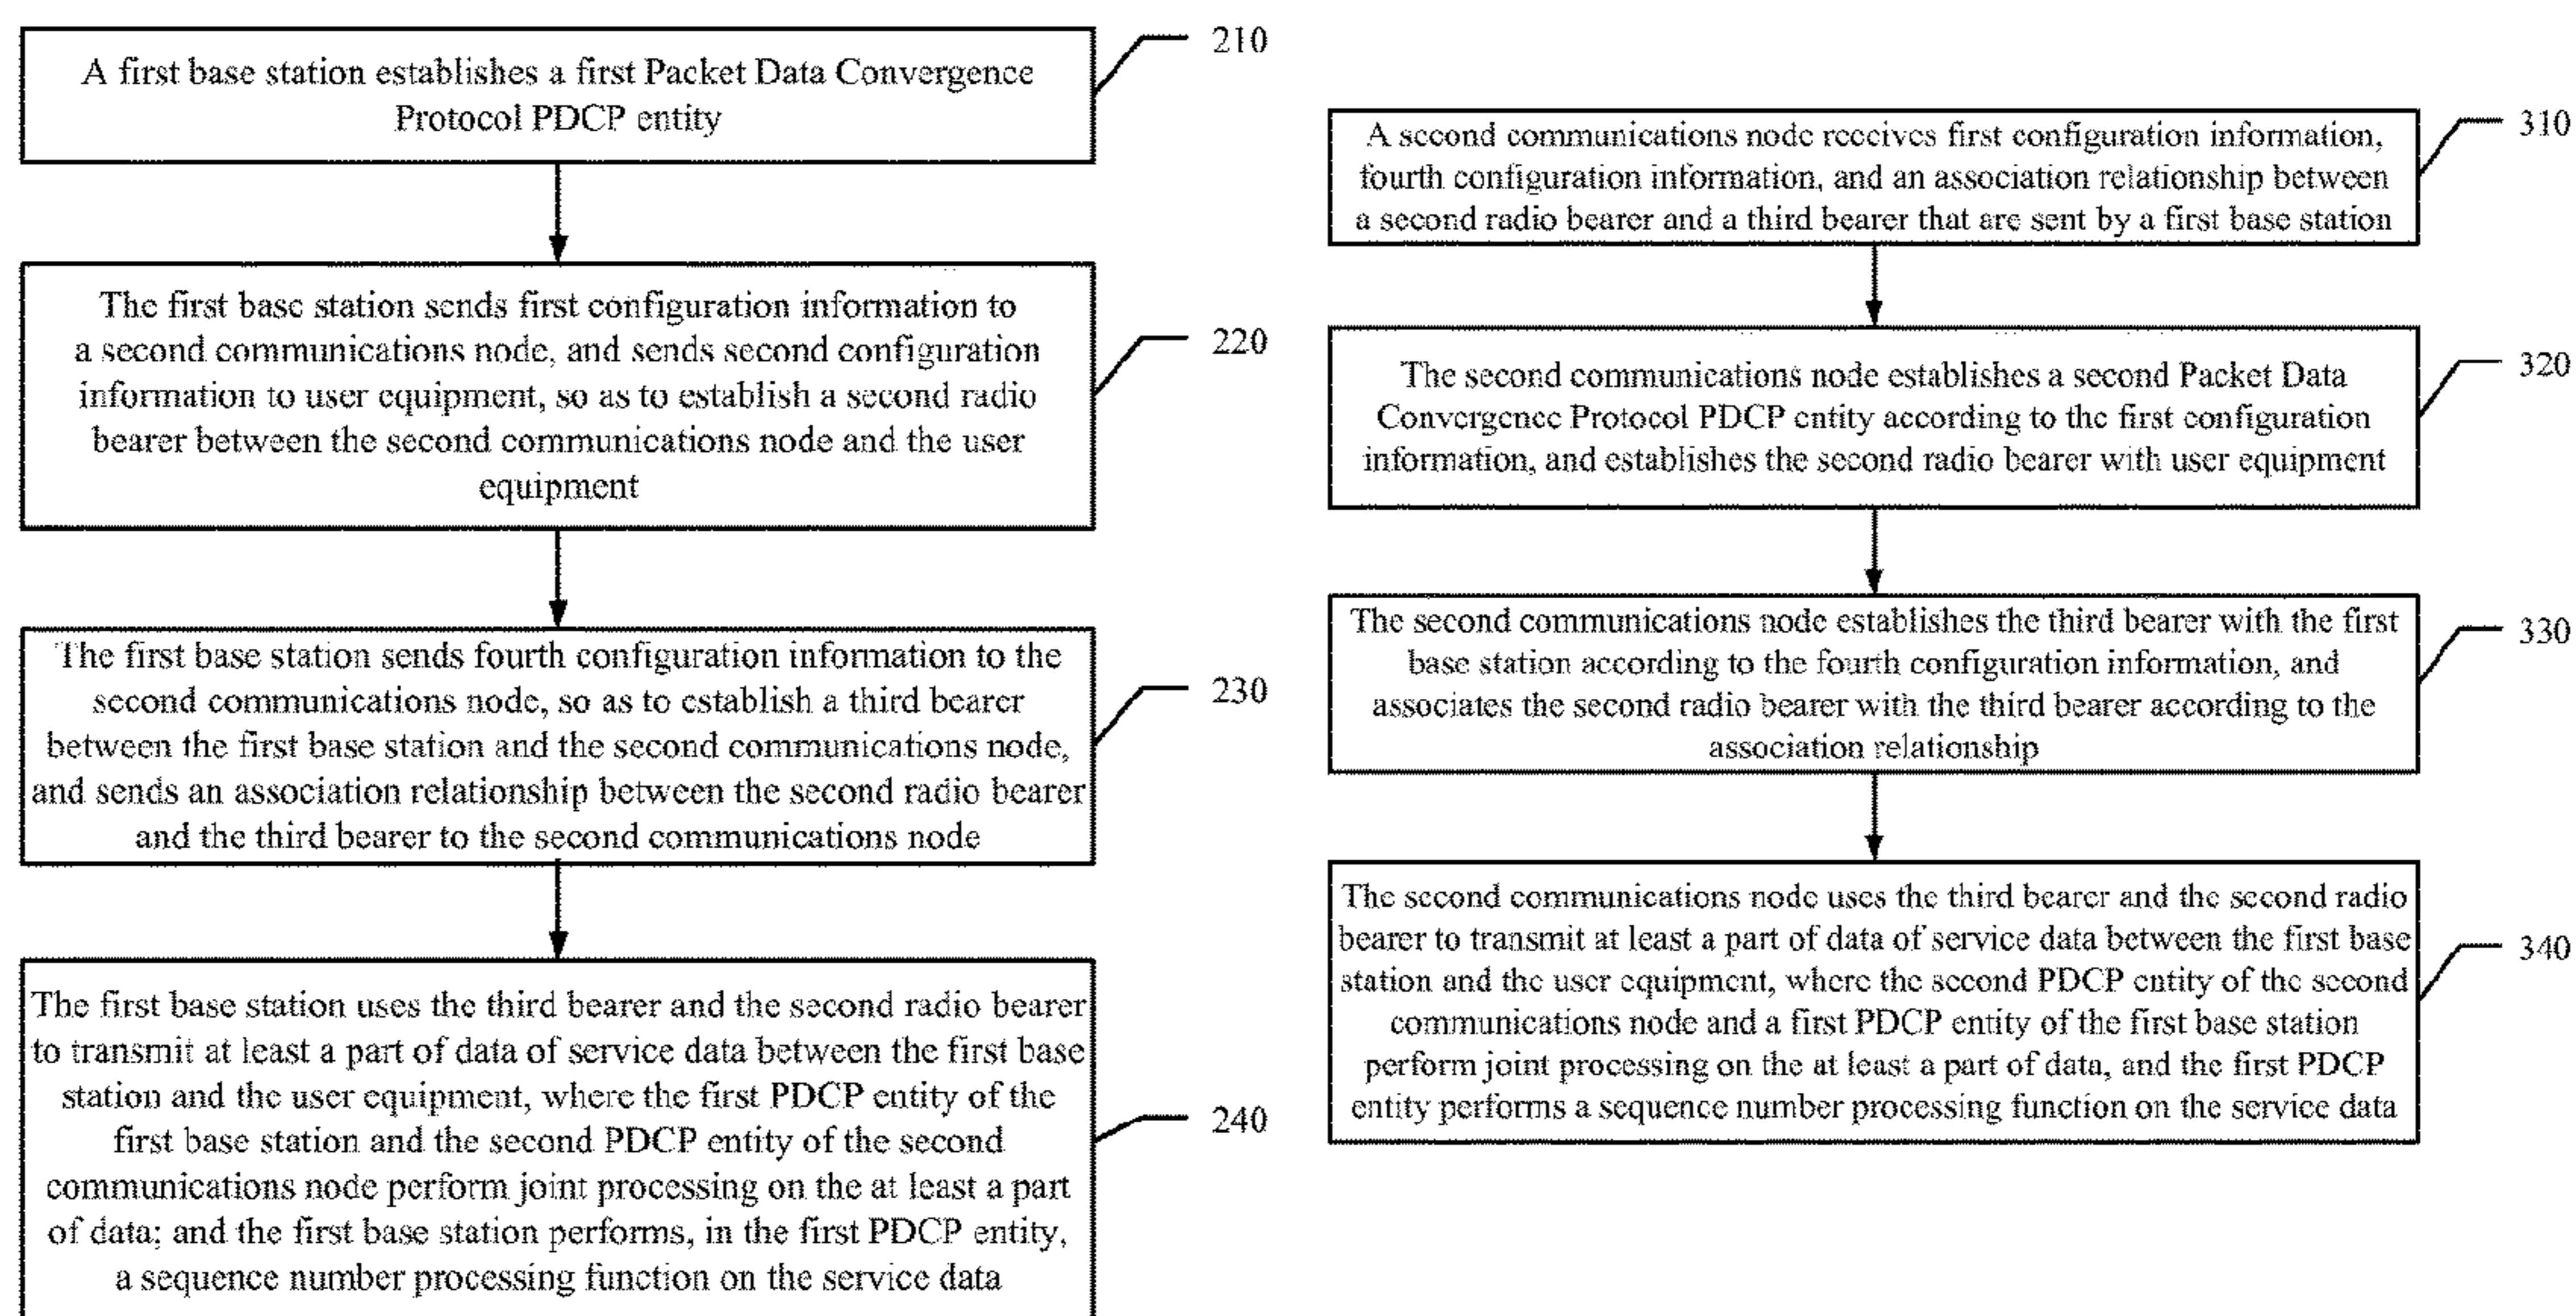 A first base station establishes a first Packet Data Convergence
Protocol PDCP entity
210
The first base station sends first configuration information to
a second communications node, and sends second configuration
information to user equipment, so as to establish a second radio
bearer between the second communications node and the user
equipment
220
The first base station sends fourth configuration information to the
second communications node, so as to establish a third bearer
between the first base station and the second communications node,
and sends an association relationship between the second radio bearer
and the third bearer to the second communications node
230
The first base station uses the third bearer and the second radio bearer
to transmit at least a part of data of service data between the first base
station and the user equipment, where the first PDCP entity of the
first base station and the second PDCP entity of the second
communications node perform joint processing on the at least a part
of data; and the first base station performs, in the first PDCP entity,
a sequence number processing function on the service data
240
A second communications node receives first configuration information,
fourth configuration information, and an association relationship between
a second radio bearer and a third bearer that are sent by a first base station
310
The second communications node establishes a second Packet Data
Convergence Protocol PDCP entity according to the first configuration
information, and establishes the second radio bearer with user equipment
320
The second communications node establishes the third bearer with the first
base station according to the fourth configuration information, and
associates the second radio bearer with the third bearer according to the
association relationship
330
The second communications node uses the third bearer and the second radio
bearer to transmit at least a part of data of service data between the first base
station and the user equipment, where the second PDCP entity of the second
communications node and a first PDCP entity of the first base station
perform joint processing on the at least a part of data, and the first PDCP
entity performs a sequence number processing function on the service data
340